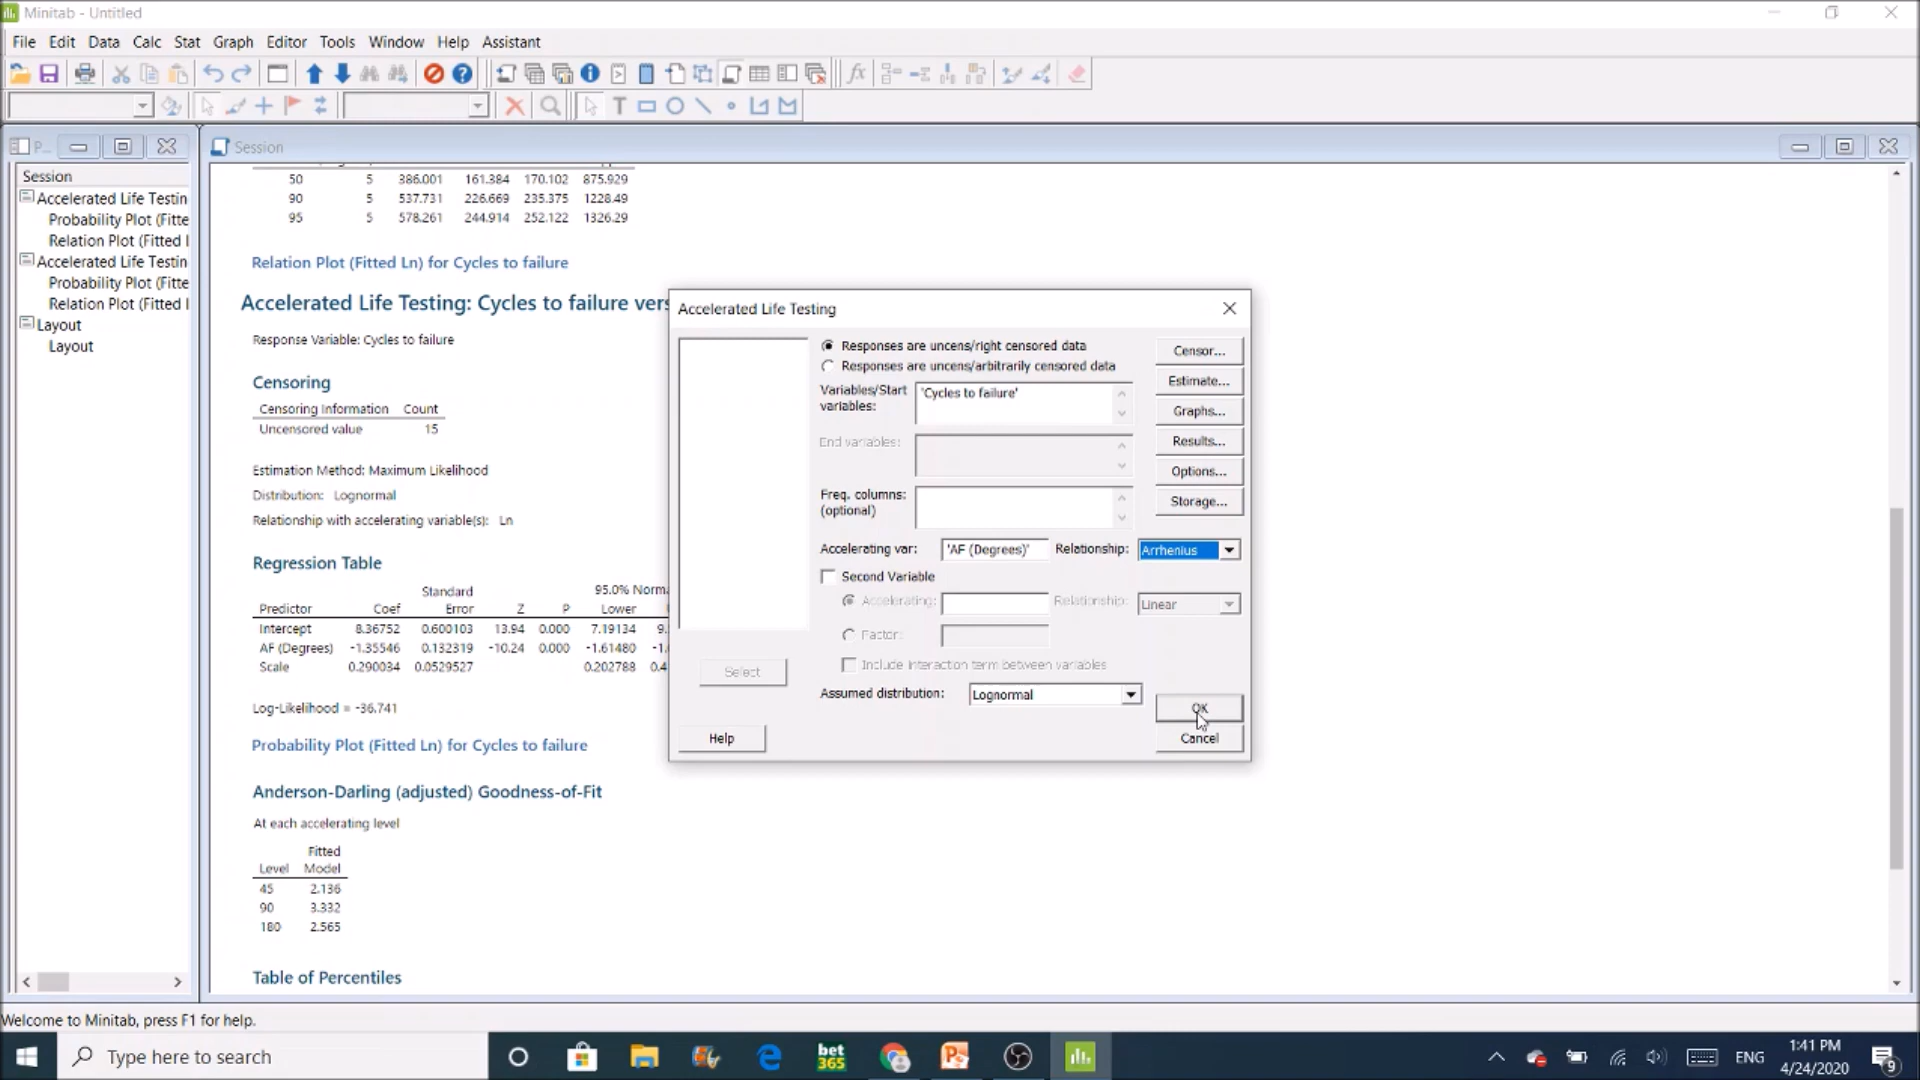 Minitab - Untitled
File Edit Data Calc Stat Graph Editor Tools Window Help Assistant
P...
Session
Session
Accelerated Life Testin
Probability Plot (Fitte
Relation Plot (Fitted l
Accelerated Life Testin
Probability Plot (Fitte
Relation Plot (Fitted l
Layout
Layout
50 5 386.001 161.384 170.102 875.929
90 5 537.731 226.669 235.375 1228.49
95 5 578.261 244.914 252.122 1326.29
Relation Plot (Fitted Ln) for Cycles to failure
Accelerated Life Testing: Cycles to failure vers
Response Variable: Cycles to failure
Censoring
Censoring Information Count
Uncensored value 15
Estimation Method: Maximum Likelihood
Distribution: Lognormal
Relationship with accelerating variable(s): Ln
Regression Table
Standard 95.0% Norma
Predictor Coef Error Z P Lower
Intercept 8.36752 0.600103 13.94 0.000 7.19134 9.
AF (Degrees) -1.35546 0.132319 -10.24 0.000 -1.61480 -1.
Scale 0.290034 0.0529527 0.202788 0.4
Log-Likelihood = -36.741
Probability Plot (Fitted Ln) for Cycles to failure
Anderson-Darling (adjusted) Goodness-of-Fit
At each accelerating level
Fitted
Level Model
45 2.136
90 3.332
180 2.565
Table of Percentiles
Accelerated Life Testing
Responses are uncens/right censored data
Responses are uncens/arbitrarily censored data
Variables/Start
variables:
'Cycles to failure'
End variables:
Freq. columns:
(optional)
Accelerating var: 'AF (Degrees)' Relationship: Arrhenius
Second Variable
Accelerating: Relationship: Linear
Factor:
Include interaction term between variables
Assumed distribution: Lognormal
Select
Help
Censor...
Estimate...
Graphs...
Results...
Options...
Storage...
OK
Cancel
Welcome to Minitab, press F1 for help.
Type here to search
bet
365
ENG
1:41 PM
4/24/2020
9